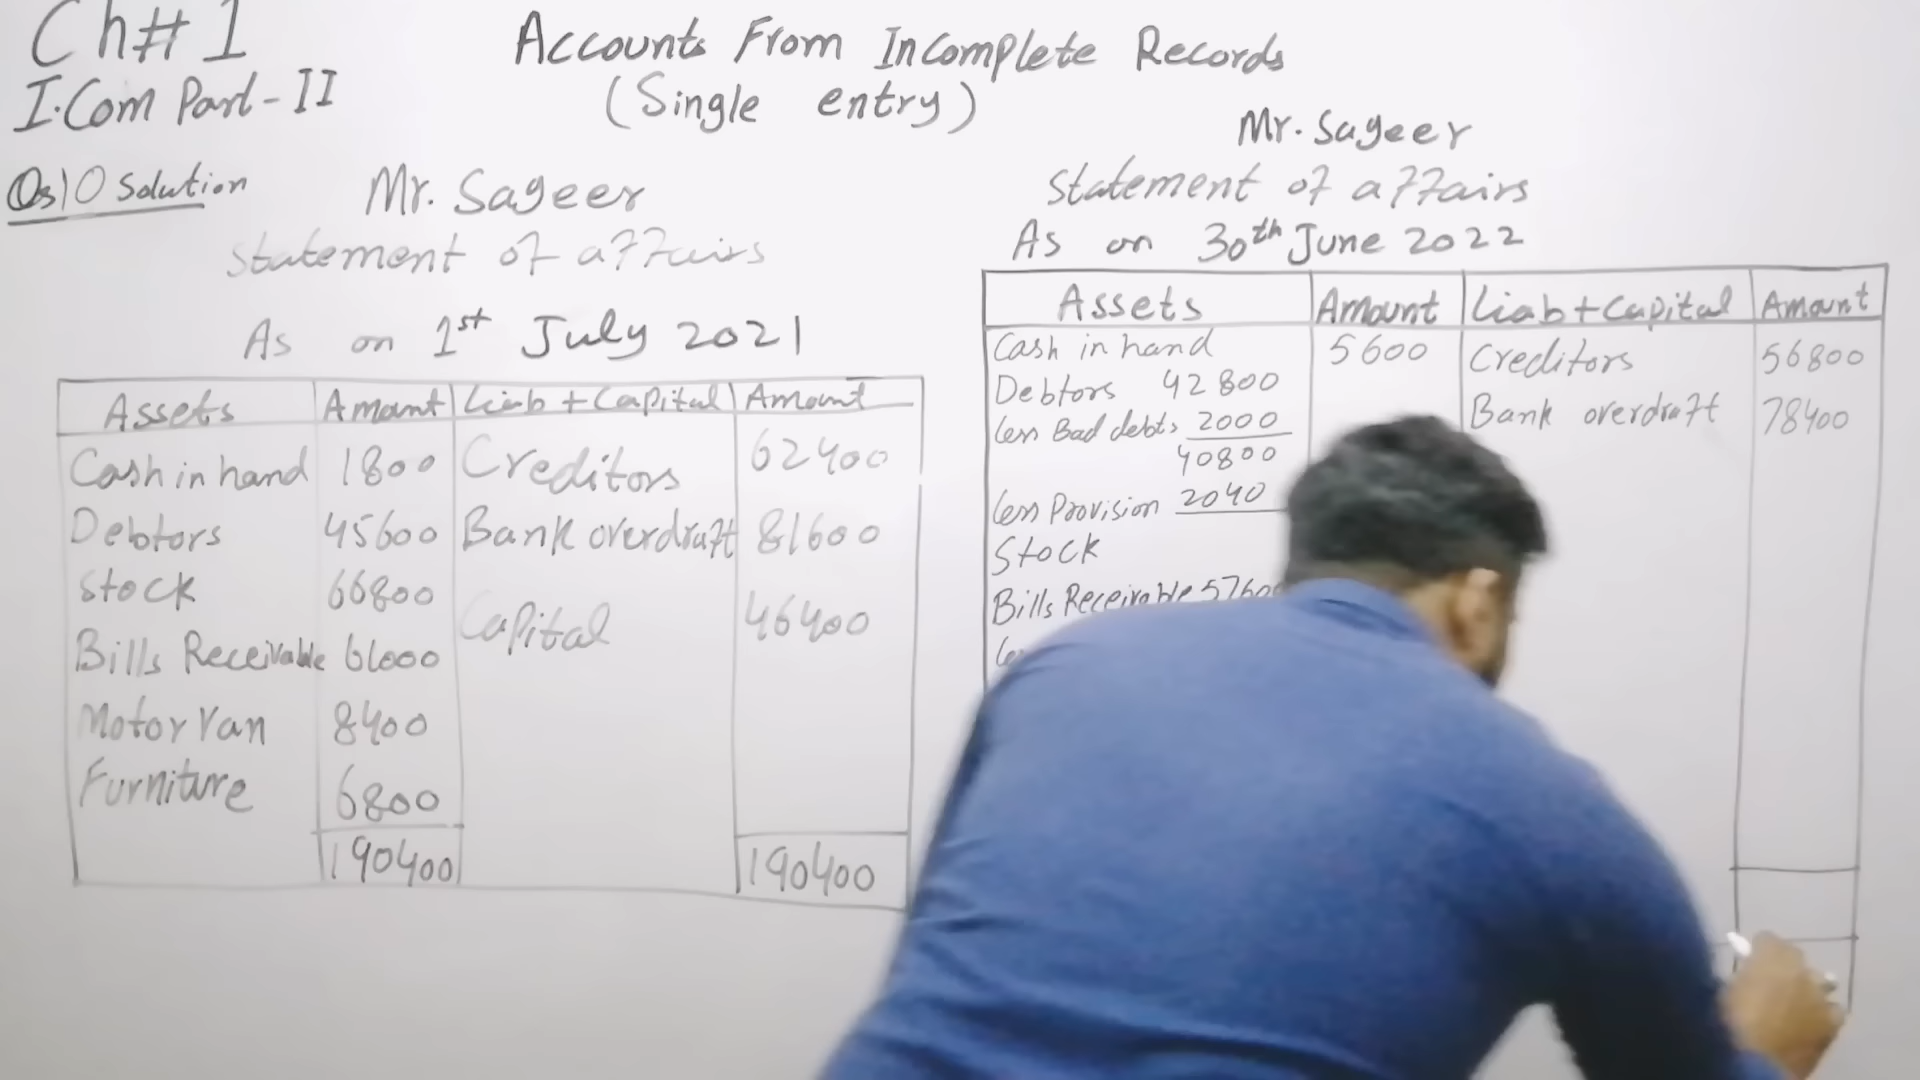 Ch# 1
I.Com Part-II
Accounts From Incomplete Records
(Single entry)
Qs10 Solution
Mr. Sageer
Statement of affairs
As on 1st July 2021
Assets Amount Liab + Capital Amount
Cash in hand 1800 Creditors 62400
Debtors 45600 Bank overdraft 81600
Stock 66800
Capital 46400
Bills Receivable 61000
Motor Van 8400
Furniture 6800
190400 190400
Mr. Sageer
Statement of affairs
As on 30th June 2022
Assets Amount Liab + Capital Amount
Cash in hand 5600 Creditors 56800
Debtors 42800
Bank overdraft 78400
less Bad debts 2000
40800
less Provision 2040
Stock
Bills Receivable 57600